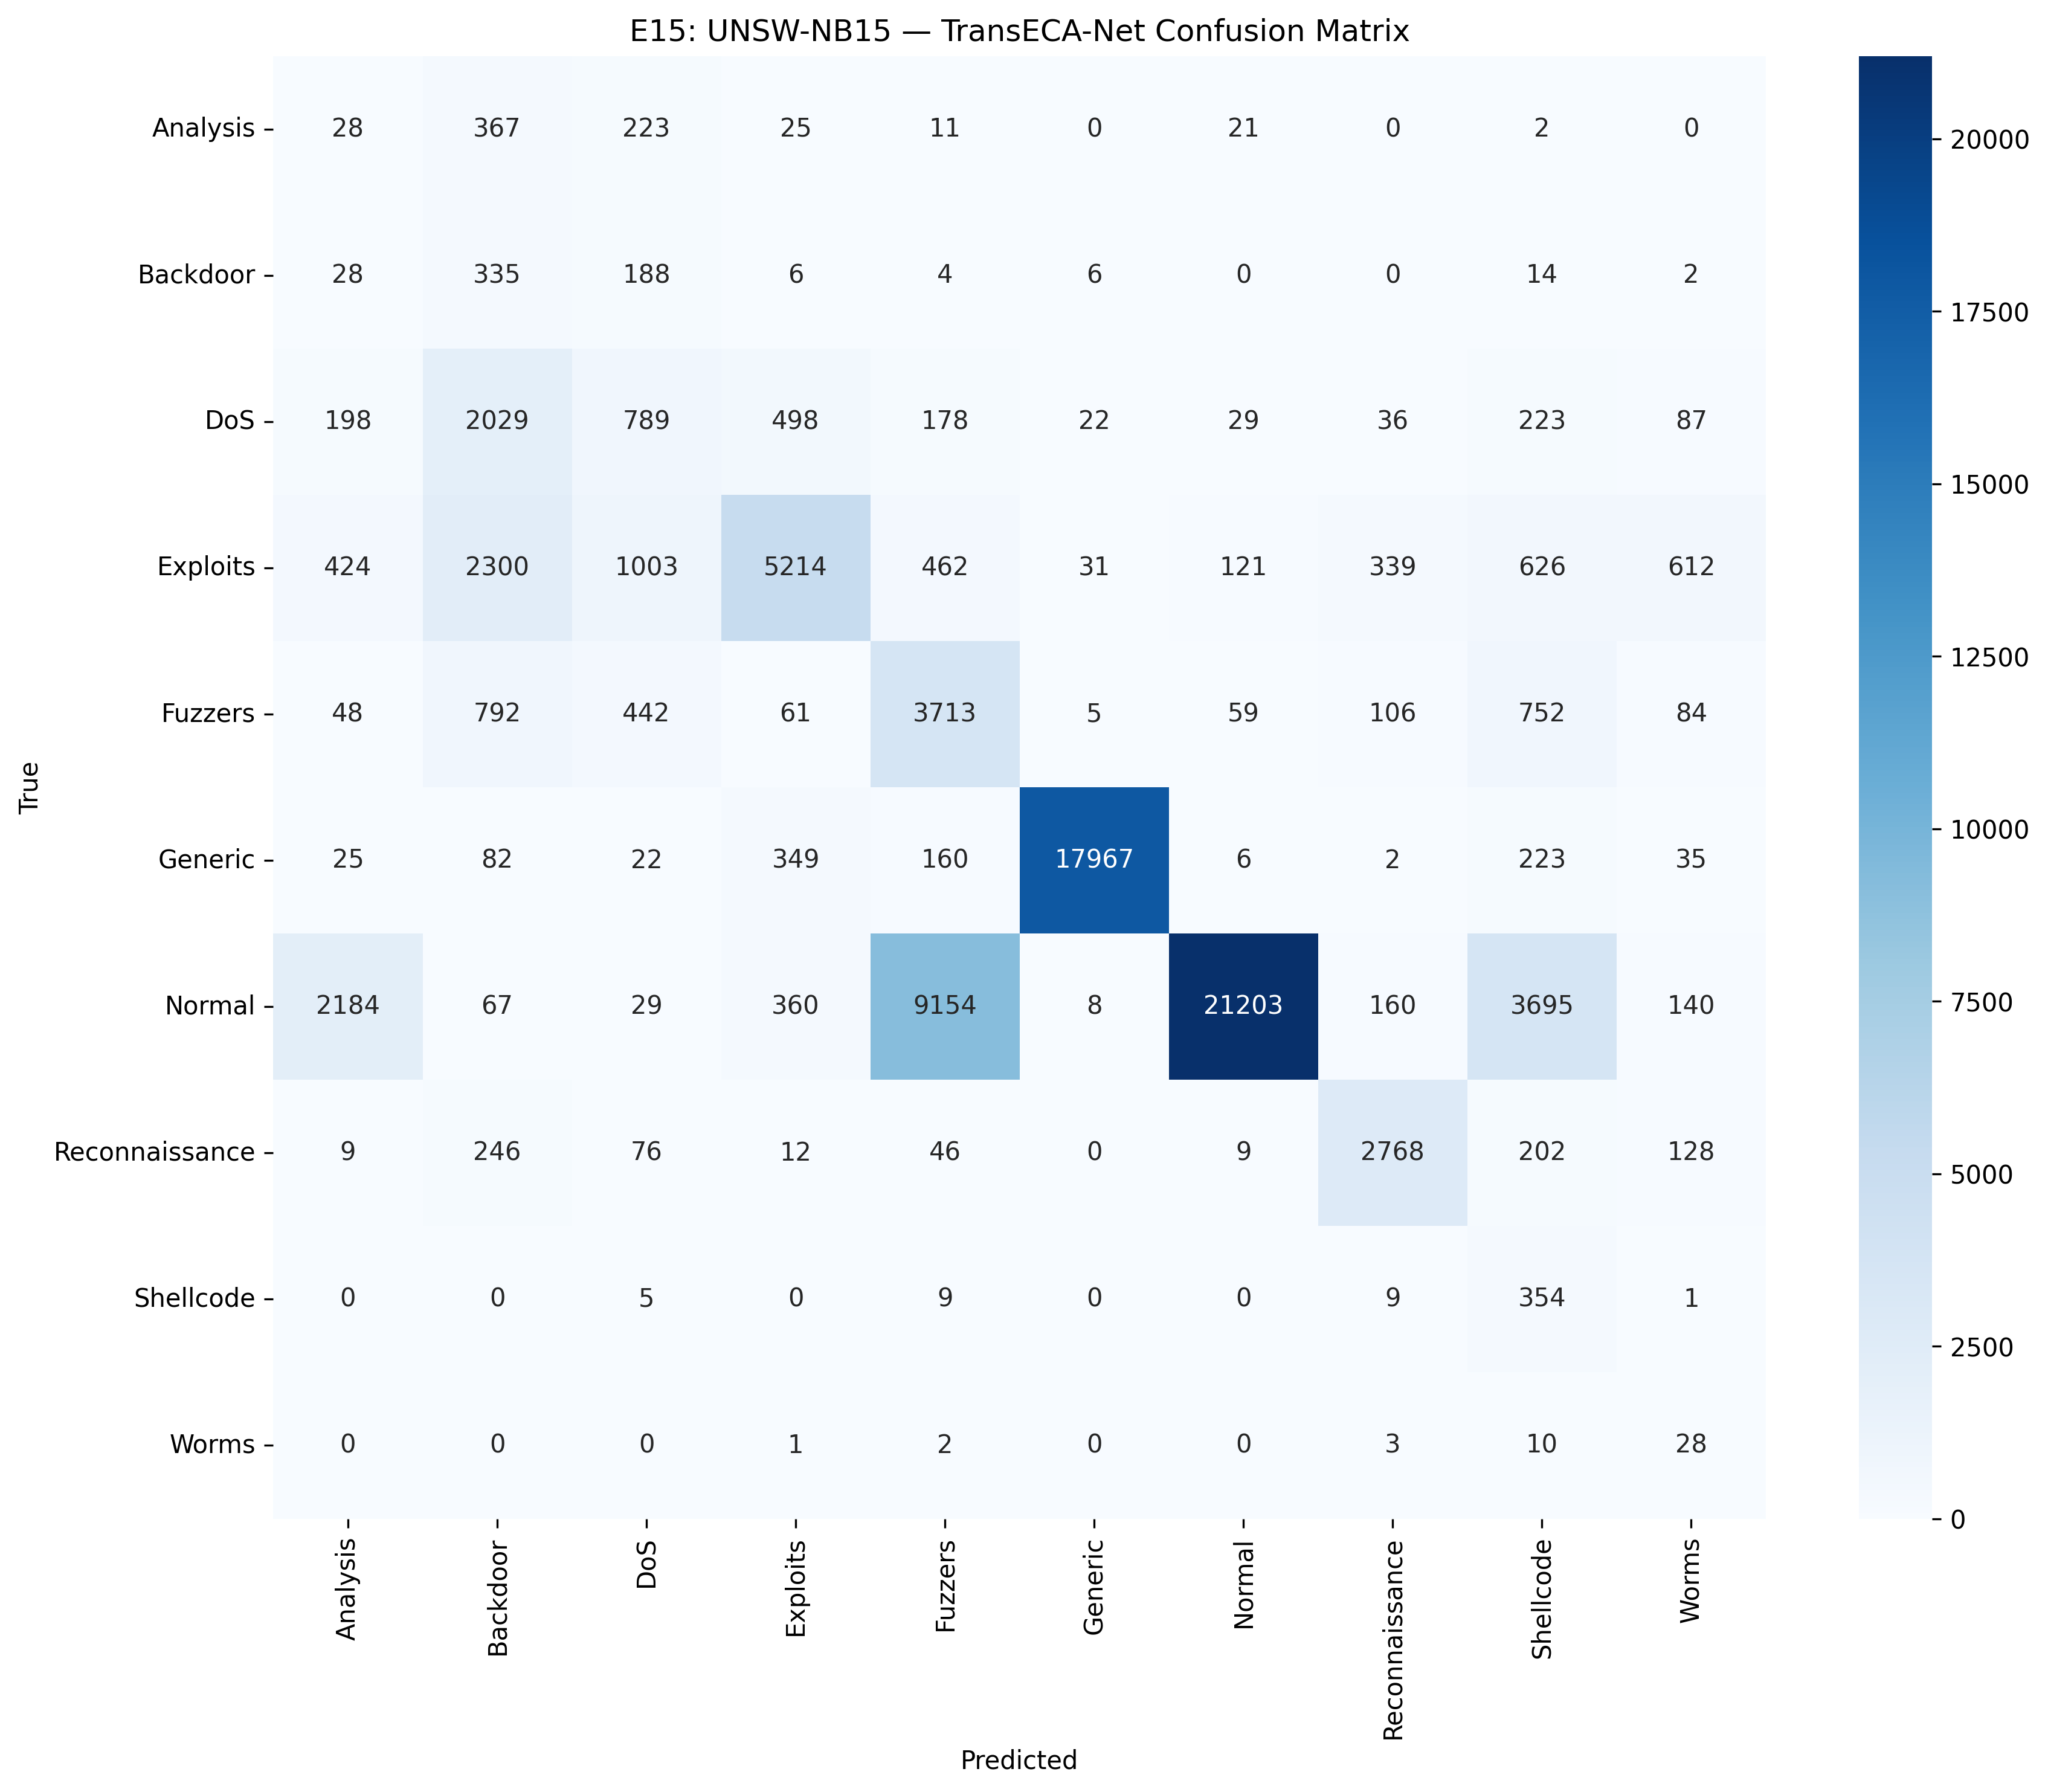 E15: UNSW-NB15 — TransECA-Net Confusion Matrix
Analysis 28 367 223 25 11 0 21 0 2 0
Backdoor 28 335 188 6 4 6 0 0 14 2
DoS 198 2029 789 498 178 22 29 36 223 87
Exploits 424 2300 1003 5214 462 31 121 339 626 612
Fuzzers 48 792 442 61 3713 5 59 106 752 84
Generic 25 82 22 349 160 17967 6 2 223 35
Normal 2184 67 29 360 9154 8 21203 160 3695 140
Reconnaissance 9 246 76 12 46 0 9 2768 202 128
Shellcode 0 0 5 0 9 0 0 9 354 1
Worms 0 0 0 1 2 0 0 3 10 28
True
Analysis Backdoor DoS Exploits Fuzzers Generic Normal Reconnaissance Shellcode Worms
Predicted
20000
17500
15000
12500
10000
7500
5000
2500
0